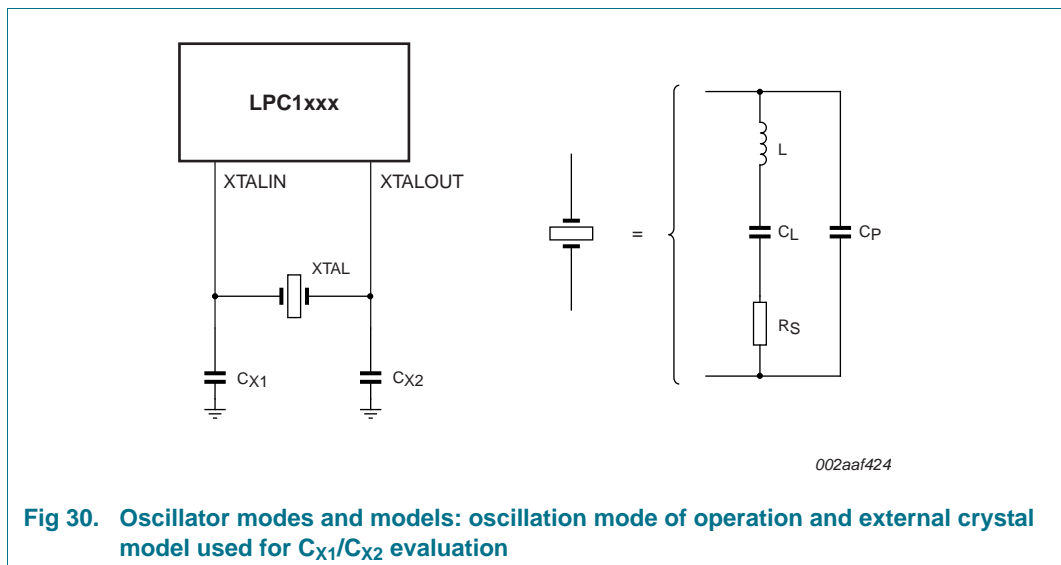 LPC1xxx
XTALIN
XTALOUT
XTAL
CX1
CX2
=
L
CL
CP
RS
002aaf424
Fig 30. Oscillator modes and models: oscillation mode of operation and external crystal
model used for CX1/CX2 evaluation